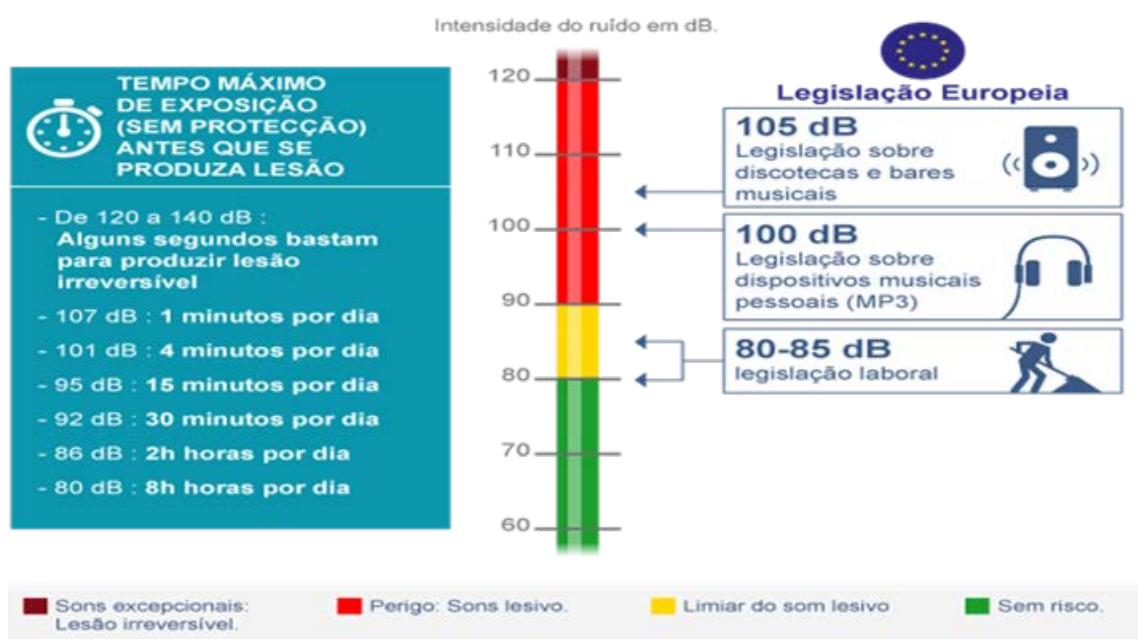 Intensidade do ruído em dB.
TEMPO MÁXIMO
DE EXPOSIÇÃO
(SEM PROTECÇÃO)
ANTES QUE SE
PRODUZA LESÃO
- De 120 a 140 dB :
Alguns segundos bastam
para produzir lesão
irreversível
- 107 dB : 1 minutos por dia
- 101 dB : 4 minutos por dia
- 95 dB : 15 minutos por dia
- 92 dB : 30 minutos por dia
- 86 dB : 2h horas por dia
- 80 dB : 8h horas por dia
120
110
100
90
80
70
60
Legislação Europeia
105 dB
Legislação sobre
discotecas e bares
musicais
100 dB
Legislação sobre
dispositivos musicais
pessoais (MP3)
80-85 dB
legislação laboral
Sons excepcionais:
Lesão irreversível.
Perigo: Sons lesivo.
Limiar do som lesivo
Sem risco.